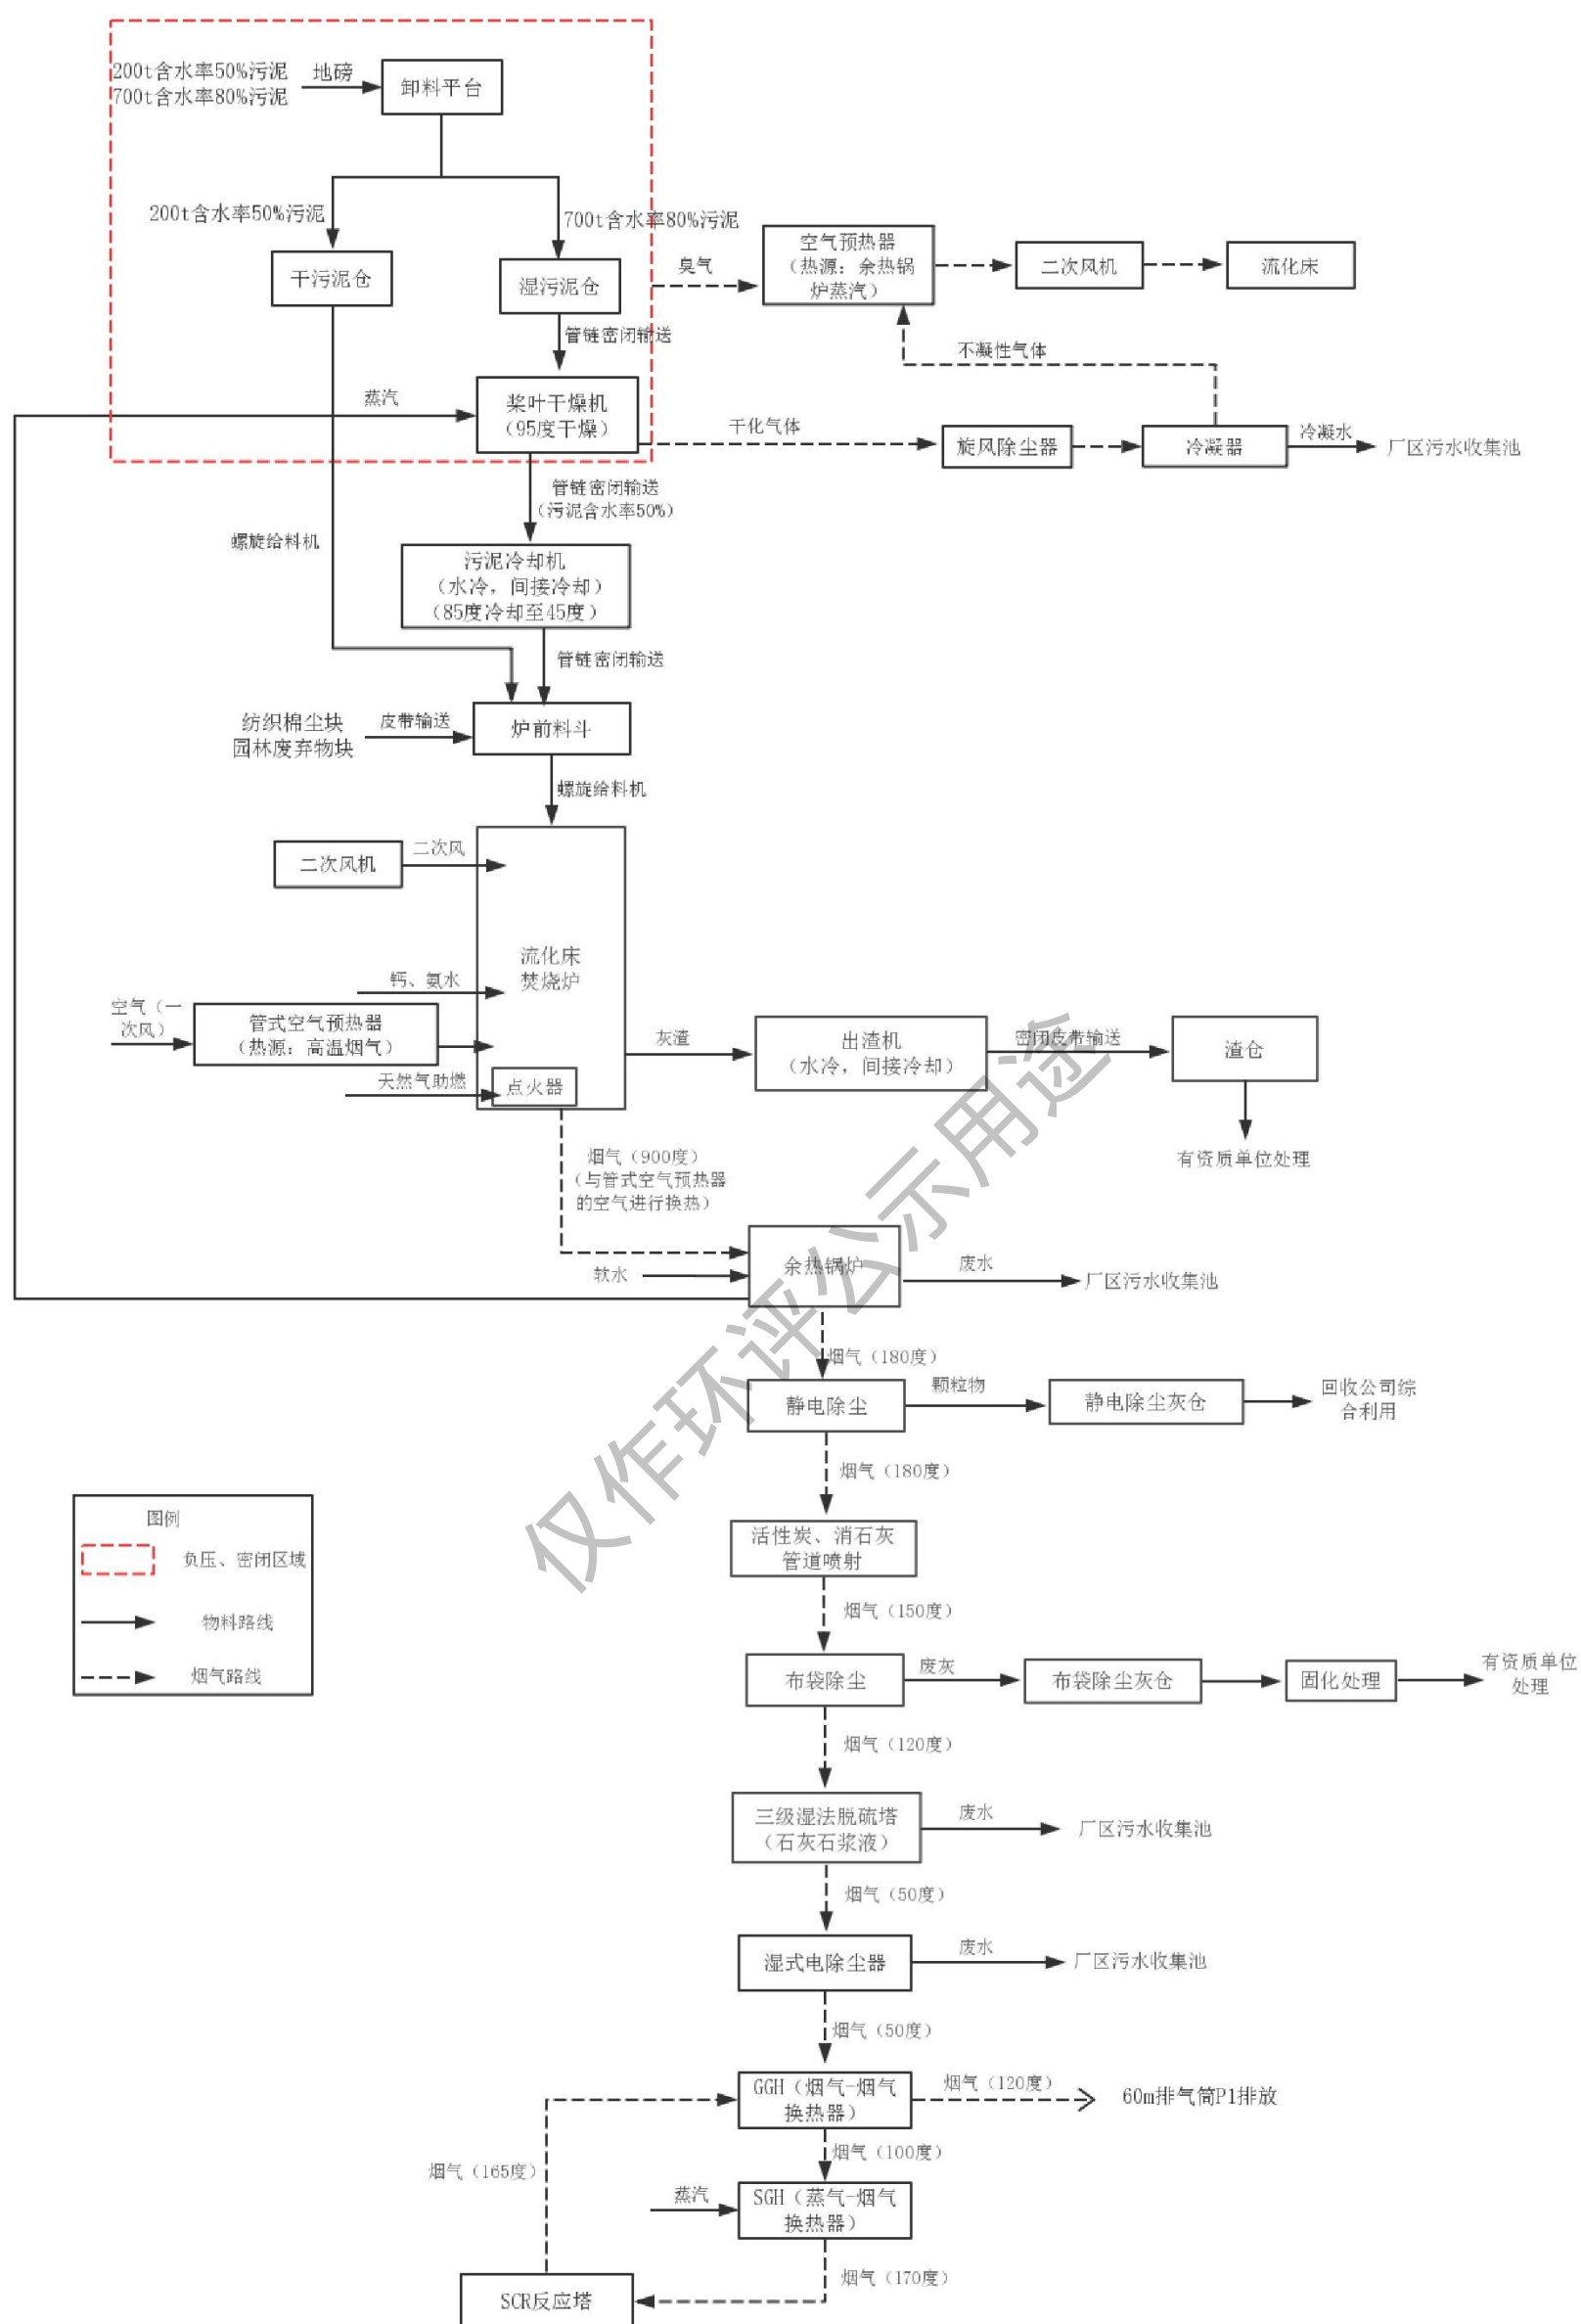 200t含水率50%污泥
700t含水率80%污泥
地磅
卸料平台
200t含水率50%污泥
700t含水率80%污泥
干污泥仓
湿污泥仓
臭气
空气预热器
（热源：余热锅
炉蒸汽）
二次风机
流化床
管链密闭输送
不凝性气体
蒸汽
桨叶干燥机
（95度干燥）
干化气体
旋风除尘器
冷凝器
冷凝水
厂区污水收集池
管链密闭输送
（污泥含水率50%）
螺旋给料机
污泥冷却机
（水冷，间接冷却）
（85度冷却至45度）
管链密闭输送
纺织棉尘块
园林废弃物块
皮带输送
炉前料斗
螺旋给料机
二次风机
二次风
流化床
焚烧炉
钙、氨水
空气（一
次风）
管式空气预热器
（热源：高温烟气）
天然气助燃
点火器
灰渣
出渣机
（水冷，间接冷却）
密闭皮带输送
渣仓
有资质单位处理
烟气（900度）
（与管式空气预热器
的空气进行换热）
余热锅炉
软水
废水
厂区污水收集池
烟气（180度）
静电除尘
颗粒物
静电除尘灰仓
回收公司综
合利用
烟气（180度）
活性炭、消石灰
管道喷射
烟气（150度）
布袋除尘
废灰
布袋除尘灰仓
固化处理
有资质单位
处理
烟气（120度）
三级湿法脱硫塔
（石灰石浆液）
废水
厂区污水收集池
烟气（50度）
湿式电除尘器
废水
厂区污水收集池
烟气（50度）
GGH（烟气-烟气
换热器）
烟气（120度）
60m排气筒P1排放
烟气（100度）
烟气（165度）
蒸汽
SGH（蒸气-烟气
换热器）
烟气（170度）
SCR反应塔
图例
负压、密闭区域
物料路线
烟气路线
仅作环评公示用途